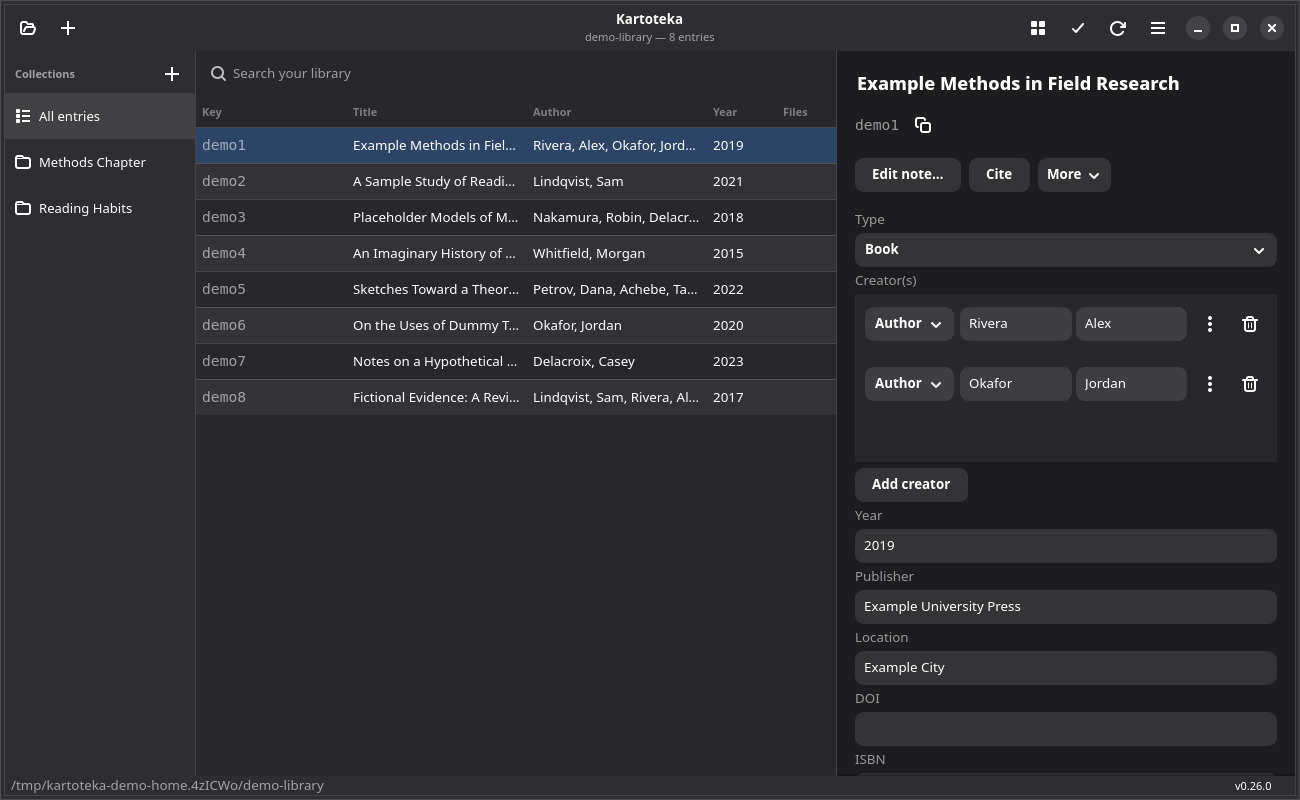 Kartoteka
demo-library — 8 entries
Collections
All entries
Methods Chapter
Reading Habits
Search your library
Key Title Author Year Files
demo1 Example Methods in Fiel... Rivera, Alex, Okafor, Jord... 2019
demo2 A Sample Study of Readi... Lindqvist, Sam 2021
demo3 Placeholder Models of M... Nakamura, Robin, Delacr... 2018
demo4 An Imaginary History of ... Whitfield, Morgan 2015
demo5 Sketches Toward a Theor... Petrov, Dana, Achebe, Ta... 2022
demo6 On the Uses of Dummy T... Okafor, Jordan 2020
demo7 Notes on a Hypothetical ... Delacroix, Casey 2023
demo8 Fictional Evidence: A Revi... Lindqvist, Sam, Rivera, Al... 2017
Example Methods in Field Research
demo1
Edit note... Cite More
Type
Book
Creator(s)
Author Rivera Alex
Author Okafor Jordan
Add creator
Year
2019
Publisher
Example University Press
Location
Example City
DOI
ISBN
/tmp/kartoteka-demo-home.4zICWo/demo-library
v0.26.0